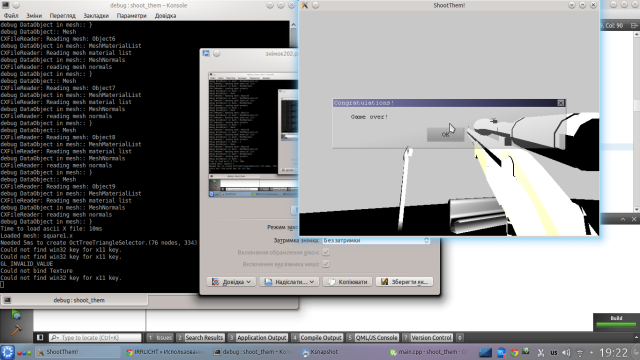 debug : shoot_them — Konsole
Файл Зміни Перегляд Закладки Параметри Довідка
debug DataObject in mesh:: }
debug DataObject:: Mesh
CXFileReader: Reading mesh: Object6
debug DataObject in mesh:: MeshMaterialList
CXFileReader: Reading mesh material list
debug DataObject in mesh:: MeshNormals
CXFileReader: reading mesh normals
debug DataObject in mesh:: }
debug DataObject:: Mesh
CXFileReader: Reading mesh: Object7
debug DataObject in mesh:: MeshMaterialList
CXFileReader: Reading mesh material list
debug DataObject in mesh:: MeshNormals
CXFileReader: reading mesh normals
debug DataObject in mesh:: }
debug DataObject:: Mesh
CXFileReader: Reading mesh: Object8
debug DataObject in mesh:: MeshMaterialList
CXFileReader: Reading mesh material list
debug DataObject in mesh:: MeshNormals
CXFileReader: reading mesh normals
debug DataObject in mesh:: }
debug DataObject:: Mesh
CXFileReader: Reading mesh: Object9
debug DataObject in mesh:: MeshMaterialList
CXFileReader: Reading mesh material list
debug DataObject in mesh:: MeshNormals
CXFileReader: reading mesh normals
debug DataObject in mesh:: }
Time to load ascii X file: 10ms
Loaded mesh: square1.x
Needed 5ms to create OctTreeTriangleSelector.(76 nodes, 334
Could not find win32 key for x11 key.
Could not find win32 key for x11 key.
GL_INVALID_VALUE
Could not bind Texture
Could not find win32 key for x11 key.
debug : shoot_them
знімок202.
Режим зах
Затримка знімка: Без затримки
Включення обрамлення вікна:
Довідка
Надіслати...
Копіювати
Зберегти як...
ShootThem!
Congratulations!
Game over!
OK
, Col: 90
Build
Type to locate (Ctrl+K)
1 Issues
2 Search Results
3 Application Output
4 Compile Output
5 QML/JS Console
7 Version Control
ShootThem!
debug : shoot_them — Konsole
Ksnapshot
main.cpp - shoot_them - Q
us
19:22